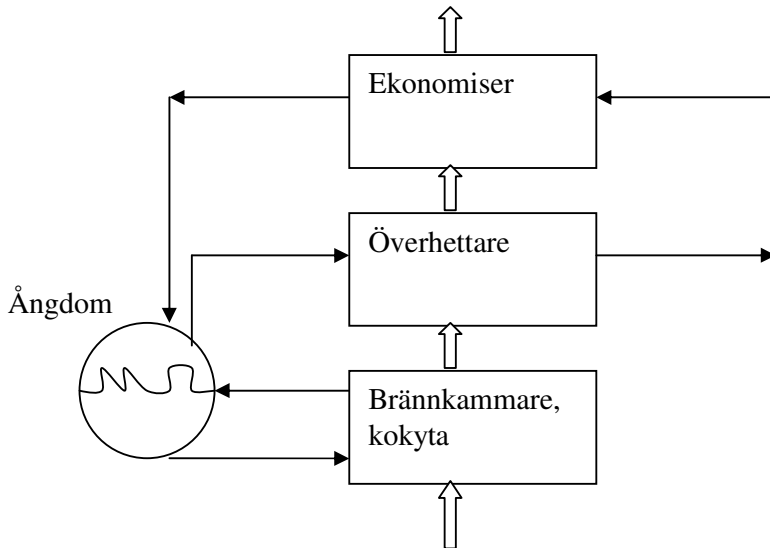 Ekonomiser
Överhettare
Ångdom
Brännkammare,
kokyta